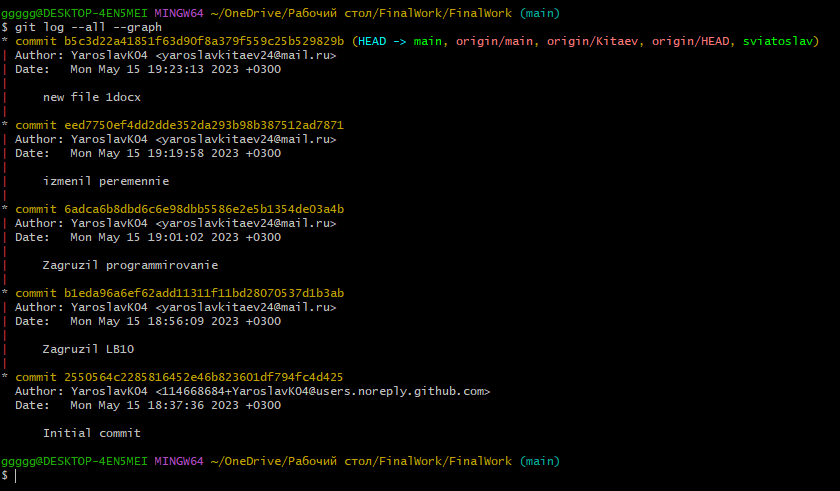 ggggg@DESKTOP-4EN5MEI MINGW64 ~/OneDrive/Рабочий стол/FinalWork/FinalWork (main)
$ git log --all --graph
* commit b5c3d22a41851f63d90f8a379f559c25b529829b (HEAD -> main, origin/main, origin/Kitaev, origin/HEAD, sviatoslav)
| Author: YaroslavK04 <yaroslavkitaev24@mail.ru>
| Date:   Mon May 15 19:23:13 2023 +0300
|
|     new file 1docx
|
* commit eed7750ef4dd2dde352da293b98b387512ad7871
| Author: YaroslavK04 <yaroslavkitaev24@mail.ru>
| Date:   Mon May 15 19:19:58 2023 +0300
|
|     izmenil peremennie
|
* commit 6adca6b8dbd6c6e98dbb5586e2e5b1354de03a4b
| Author: YaroslavK04 <yaroslavkitaev24@mail.ru>
| Date:   Mon May 15 19:01:02 2023 +0300
|
|     Zagruzil programmirovanie
|
* commit b1eda96a6ef62add11311f11bd28070537d1b3ab
| Author: YaroslavK04 <yaroslavkitaev24@mail.ru>
| Date:   Mon May 15 18:56:09 2023 +0300
|
|     Zagruzil LB10
|
* commit 2550564c2285816452e46b823601df794fc4d425
  Author: YaroslavK04 <114668684+YaroslavK04@users.noreply.github.com>
  Date:   Mon May 15 18:37:36 2023 +0300

      Initial commit

ggggg@DESKTOP-4EN5MEI MINGW64 ~/OneDrive/Рабочий стол/FinalWork/FinalWork (main)
$